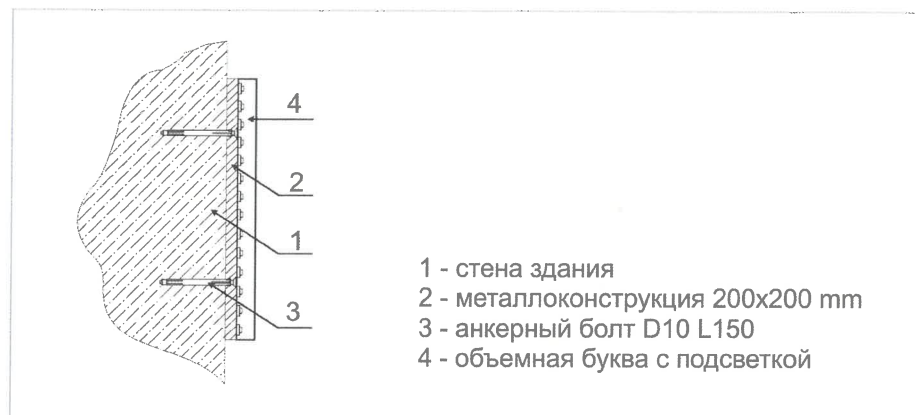 4
2
1
3
1 - стена здания
2 - металлоконструкция 200x200 mm
3 - анкерный болт D10 L150
4 - объемная буква с подсветкой